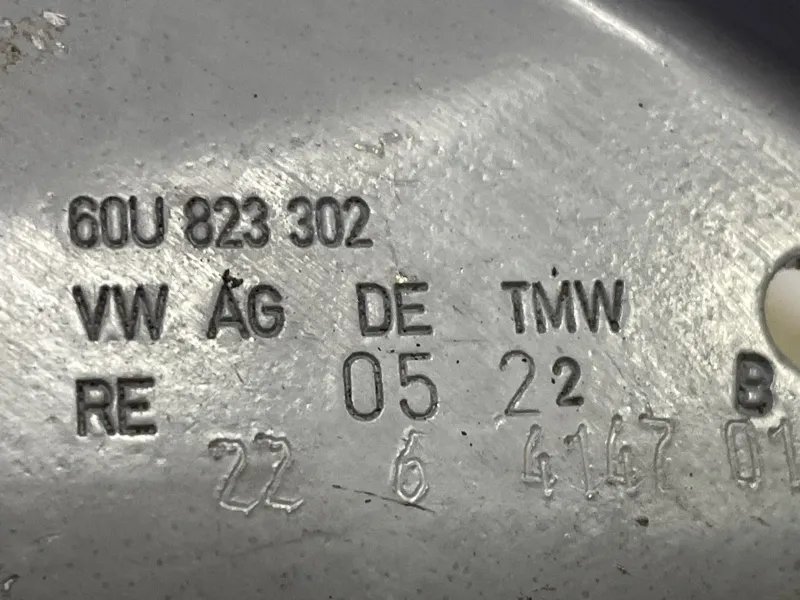 60U 823 302
VW AG DE TMW
RE 05 22 B
22 6 4147 01